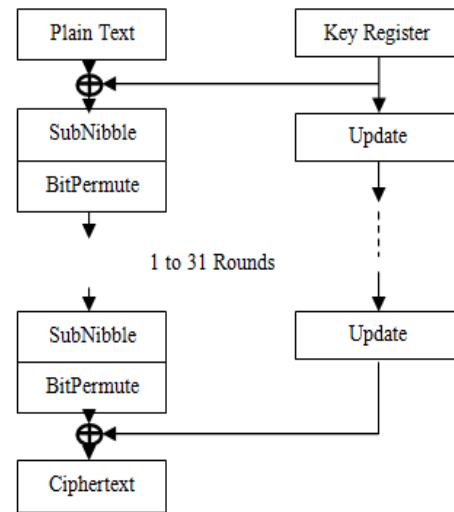 Plain Text
Key Register
SubNibble
Update
BitPermute
1 to 31 Rounds
SubNibble
Update
BitPermute
Ciphertext